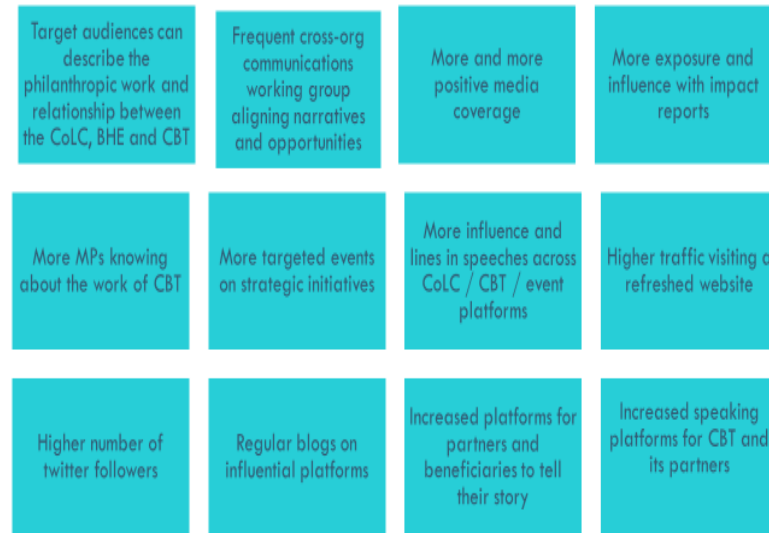 Target audiences can
describe the
philanthropic work and
relationship between
the CoLC, BHE and CBT
Frequent cross-org
communications
working group
aligning narratives
and opportunities
More and more
positive media
coverage
More exposure and
influence with impact
reports
More MPs knowing
about the work of CBT
More targeted events
on strategic initiatives
More influence and
lines in speeches across
CoLC / CBT / event
platforms
Higher traffic visiting a
refreshed website
Higher number of
twitter followers
Regular blogs on
influential platforms
Increased platforms for
partners and
beneficiaries to tell
their story
Increased speaking
platforms for CBT and
its partners